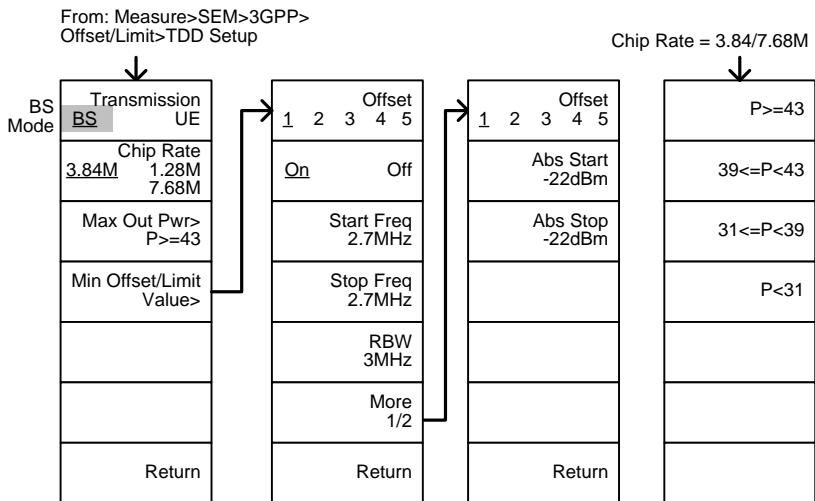 From: Measure>SEM>3GPP>
Offset/Limit>TDD Setup
Chip Rate = 3.84/7.68M
BS
Mode
Transmission
BS UE
Chip Rate
3.84M 1.28M
7.68M
Max Out Pwr>
P>=43
Min Offset/Limit
Value>
Return
Offset
1 2 3 4 5
On Off
Start Freq
2.7MHz
Stop Freq
2.7MHz
RBW
3MHz
More
1/2
Return
Offset
1 2 3 4 5
Abs Start
-22dBm
Abs Stop
-22dBm
Return
P>=43
39<=P<43
31<=P<39
P<31